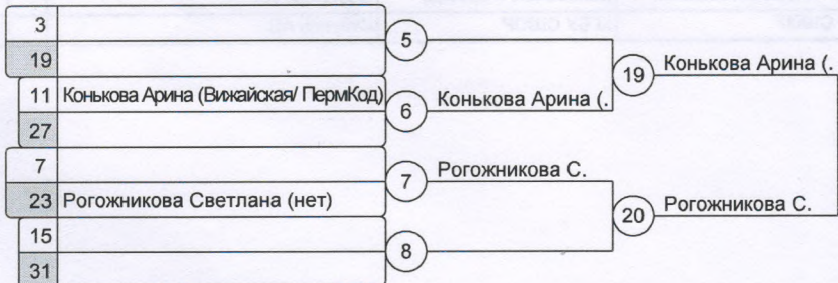 3
5
19
19
Конькова Арина (.
11 Конькова Арина (Вижайская/ ПермКод)
6
Конькова Арина (.
27
7
7
Рогожникова С.
23 Рогожникова Светлана (нет)
20
Рогожникова С.
15
8
31